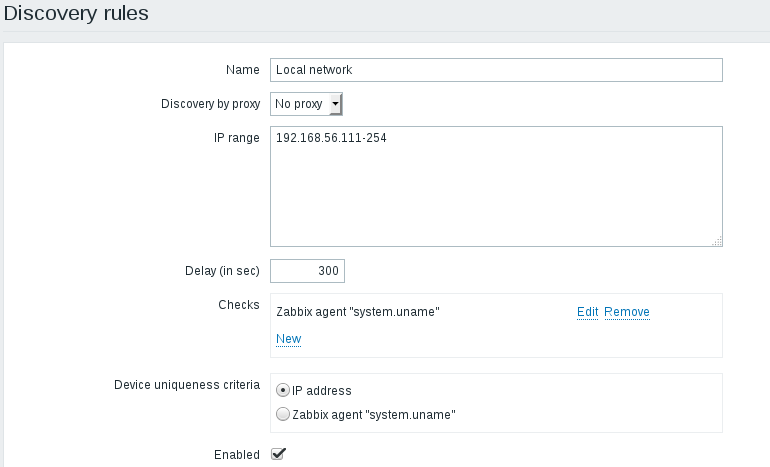 Discovery rules
Name Local network
Discovery by proxy No proxy
IP range 192.168.56.111-254
Delay (in sec) 300
Checks Zabbix agent "system.uname" Edit Remove
New
Device uniqueness criteria IP address
Zabbix agent "system.uname"
Enabled